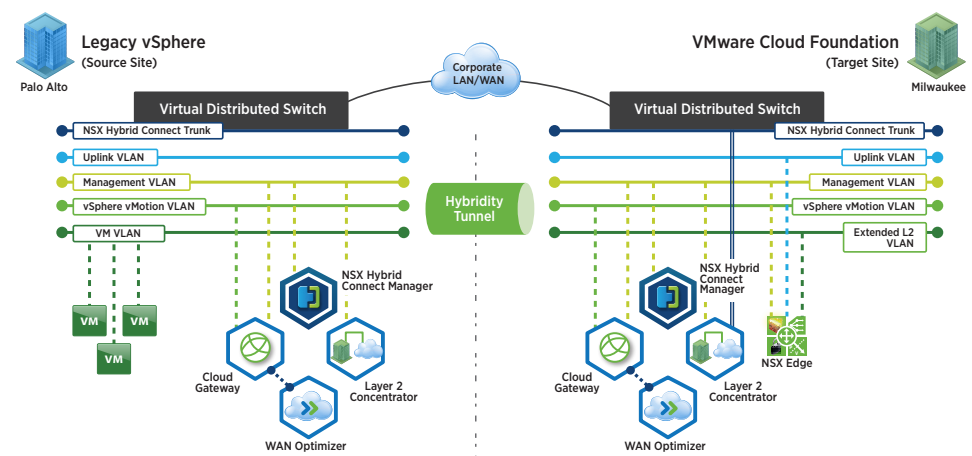 Legacy vSphere
(Source Site)
Palo Alto
Corporate
LAN/WAN
VMware Cloud Foundation
(Target Site)
Milwaukee
Virtual Distributed Switch
Virtual Distributed Switch
NSX Hybrid Connect Trunk
Uplink VLAN
Management VLAN
vSphere vMotion VLAN
VM VLAN
Hybridity
Tunnel
NSX Hybrid Connect Trunk
Uplink VLAN
Management VLAN
vSphere vMotion VLAN
Extended L2
VLAN
VM
VM
VM
NSX Hybrid
Connect Manager
Cloud
Gateway
Layer 2
Concentrator
WAN Optimizer
NSX Hybrid
Connect
Manager
Cloud
Gateway
Layer 2
Concentrator
WAN Optimizer
NSX Edge